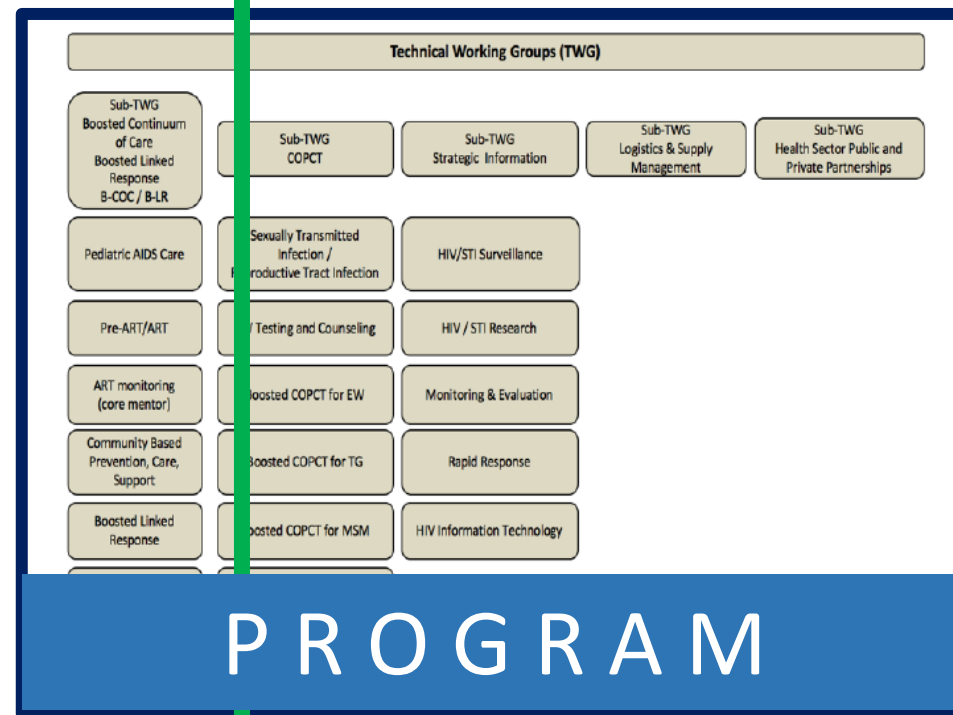 Technical Working Groups (TWG)
Sub-TWG
Boosted Continuum
of Care
Boosted Linked
Response
B-COC / B-LR
Sub-TWG
COPCT
Sub-TWG
Strategic Information
Sub-TWG
Logistics & Supply
Management
Sub-TWG
Health Sector Public and
Private Partnerships
Pediatric AIDS Care
Sexually Transmitted
Infection /
Tract Infection
HIV/STI Surveillance
Pre-ART/ART
Testing and Counseling
HIV / STI Research
ART monitoring
(core mentor)
COPCT for EW
Monitoring & Evaluation
Community Based
Prevention, Care,
Support
Boosted COPCT for TG
Rapid Response
Boosted Linked
Response
COPCT for MSM
HIV Information Technology
PROGRAM